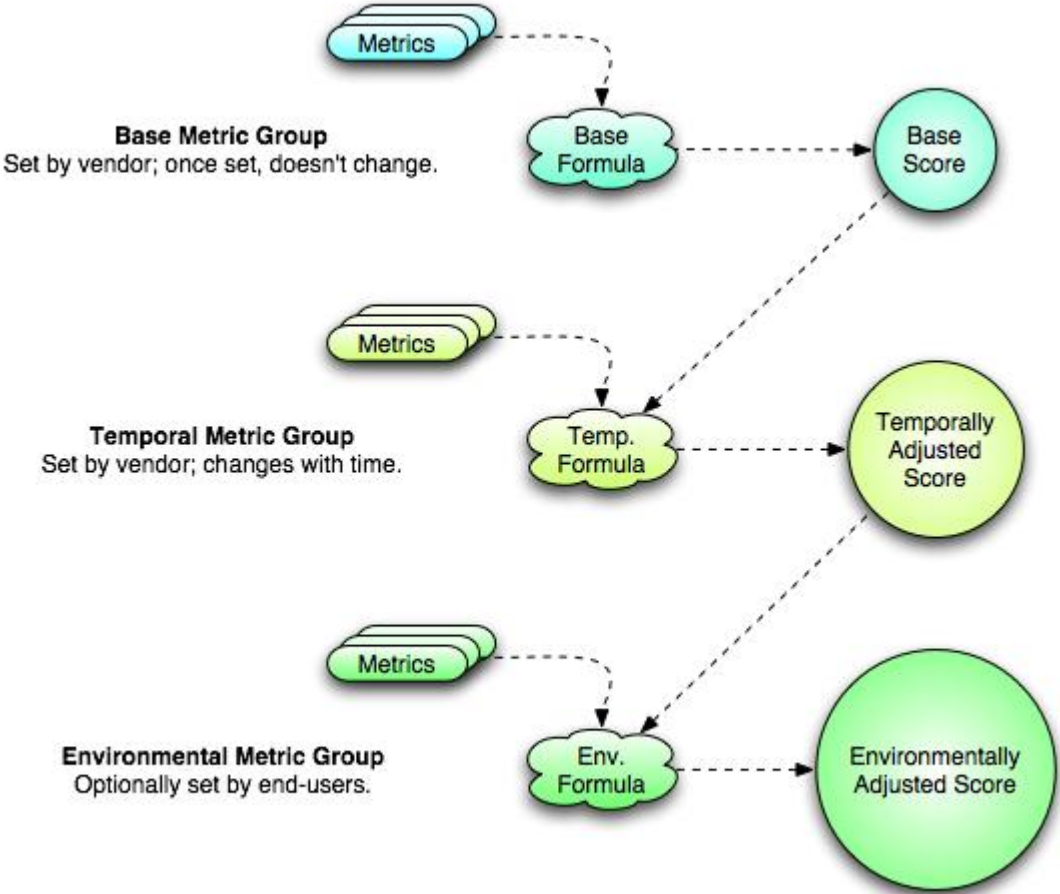 Metrics
Base Metric Group
Set by vendor; once set, doesn't change.
Base
Formula
Base
Score
Metrics
Temporal Metric Group
Set by vendor; changes with time.
Temp.
Formula
Temporally
Adjusted
Score
Metrics
Environmental Metric Group
Optionally set by end-users.
Env.
Formula
Environmentally
Adjusted Score